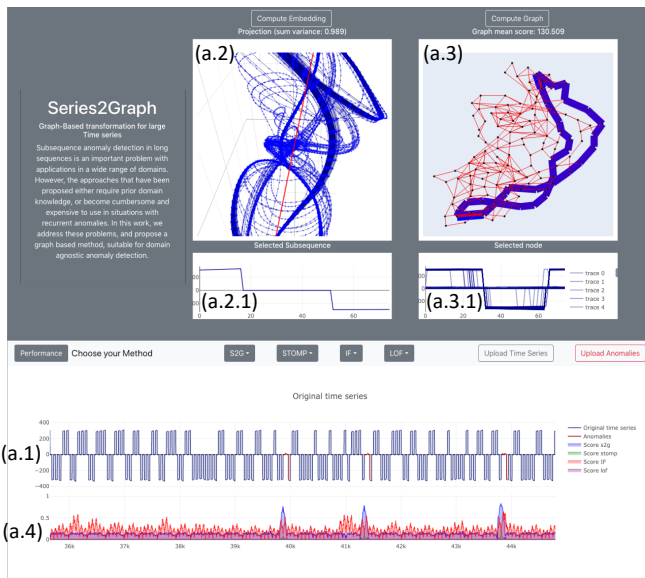 Compute Embedding
Projection (sum variance: 0.989)
(a.2)
Compute Graph
Graph mean score: 130.509
(a.3)
Series2Graph
Graph-Based transformation for large
Time series
Subsequence anomaly detection in long
sequences is an important problem with
applications in a wide range of domains.
However, the approaches that have been
proposed either require prior domain
knowledge, or become cumbersome and
expensive to use in situations with
recurrent anomalies. In this work, we
address these problems, and propose a
graph based method, suitable for domain
agnostic anomaly detection.
Selected Subsequence
(a.2.1)
0
20
40
60
Selected node
(a.3.1)
0
20
40
60
trace 0
trace 1
trace 2
trace 3
trace 4
Performance Choose your Method S2G STOMP IF LOF Upload Time Series Upload Anomalies
Original time series
(a.1)
400
200
0
−200
−400
Original time series
Anomalies
Score s2g
Score stomp
Score IF
Score lof
(a.4)
1
0.5
0
36k 37k 38k 39k 40k 41k 42k 43k 44k